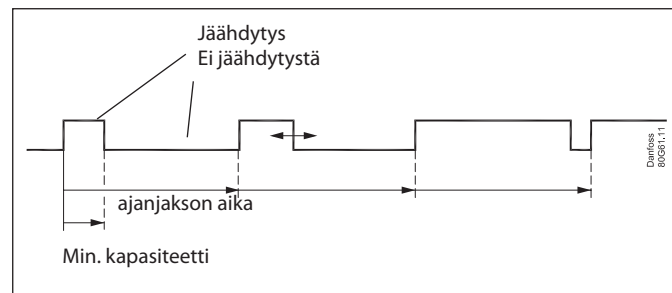 Jäähdytys
Ei jäähdytystä
ajanjakson aika
Min. kapasiteetti
Danfoss
80G61.11